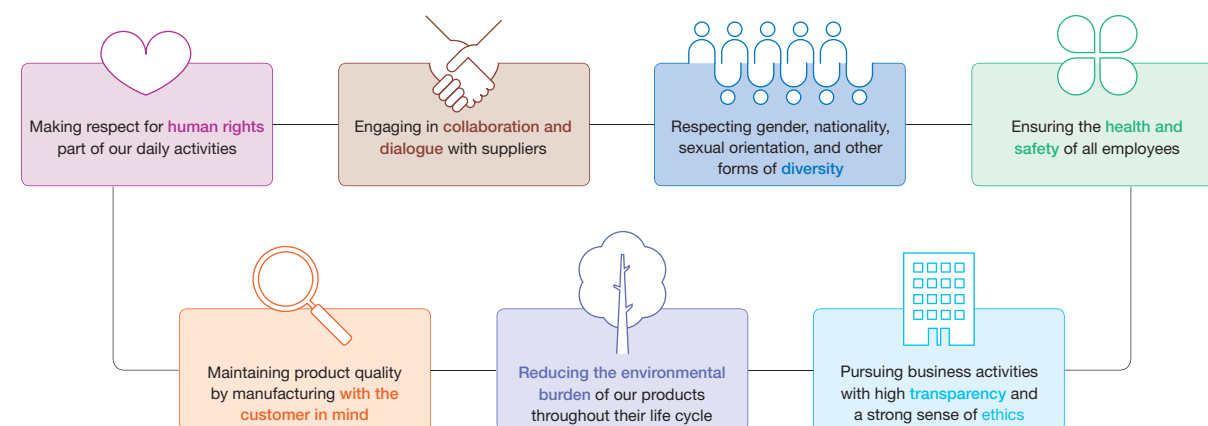 Making respect for human rights
part of our daily activities
Engaging in collaboration and
dialogue with suppliers
Respecting gender, nationality,
sexual orientation, and other
forms of diversity
Ensuring the health and
safety of all employees
Maintaining product quality
by manufacturing with the
customer in mind
Reducing the environmental
burden of our products
throughout their life cycle
Pursuing business activities
with high transparency and
a strong sense of ethics